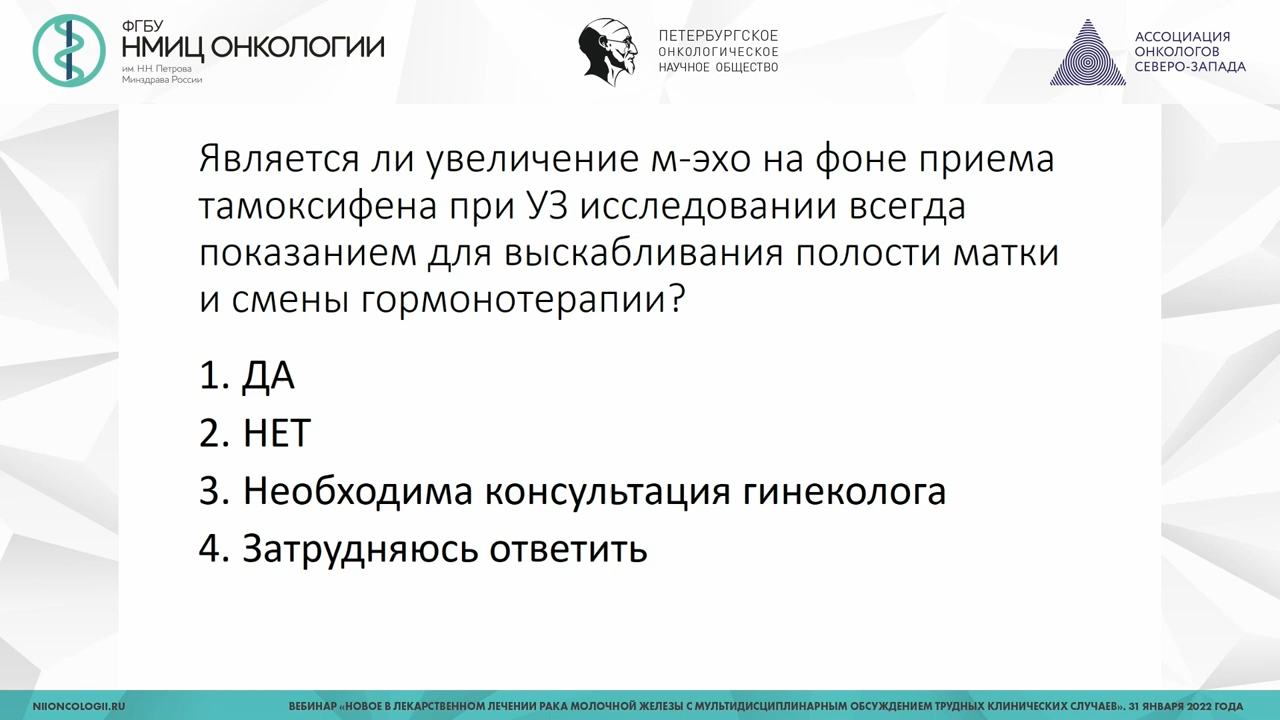 ФГБУ
НМИЦ ОНКОЛОГИИ
им. Н.Н. Петрова
Минздрава России
ПЕТЕРБУРГСКОЕ
ОНКОЛОГИЧЕСКОЕ
НАУЧНОЕ ОБЩЕСТВО
АССОЦИАЦИЯ
ОНКОЛОГОВ
СЕВЕРО-ЗАПАДА
Является ли увеличение м-эхо на фоне приема
тамоксифена при УЗ исследовании всегда
показанием для выскабливания полости матки
и смены гормонотерапии?
1. ДА
2. НЕТ
3. Необходима консультация гинеколога
4. Затрудняюсь ответить
NIIONCOLOGII.RU
ВЕБИНАР «НОВОЕ В ЛЕКАРСТВЕННОМ ЛЕЧЕНИИ РАКА МОЛОЧНОЙ ЖЕЛЕЗЫ С МУЛЬТИДИСЦИПЛИНАРНЫМ ОБСУЖДЕНИЕМ ТРУДНЫХ КЛИНИЧЕСКИХ СЛУЧАЕВ». 31 ЯНВАРЯ 2022 ГОДА